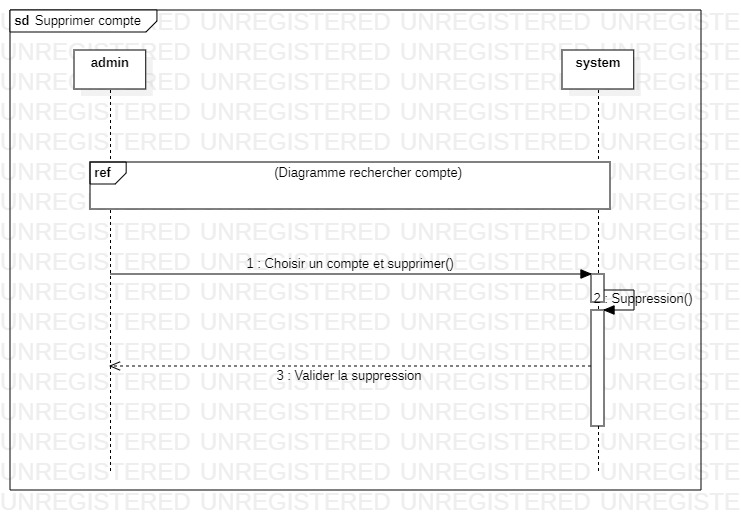 sd Supprimer compte
admin
system
ref
(Diagramme rechercher compte)
1 : Choisir un compte et supprimer()
2 : Suppression()
3 : Valider la suppression
UNREGISTERED UNREGISTERED UNREGISTERED UNREGISTERED